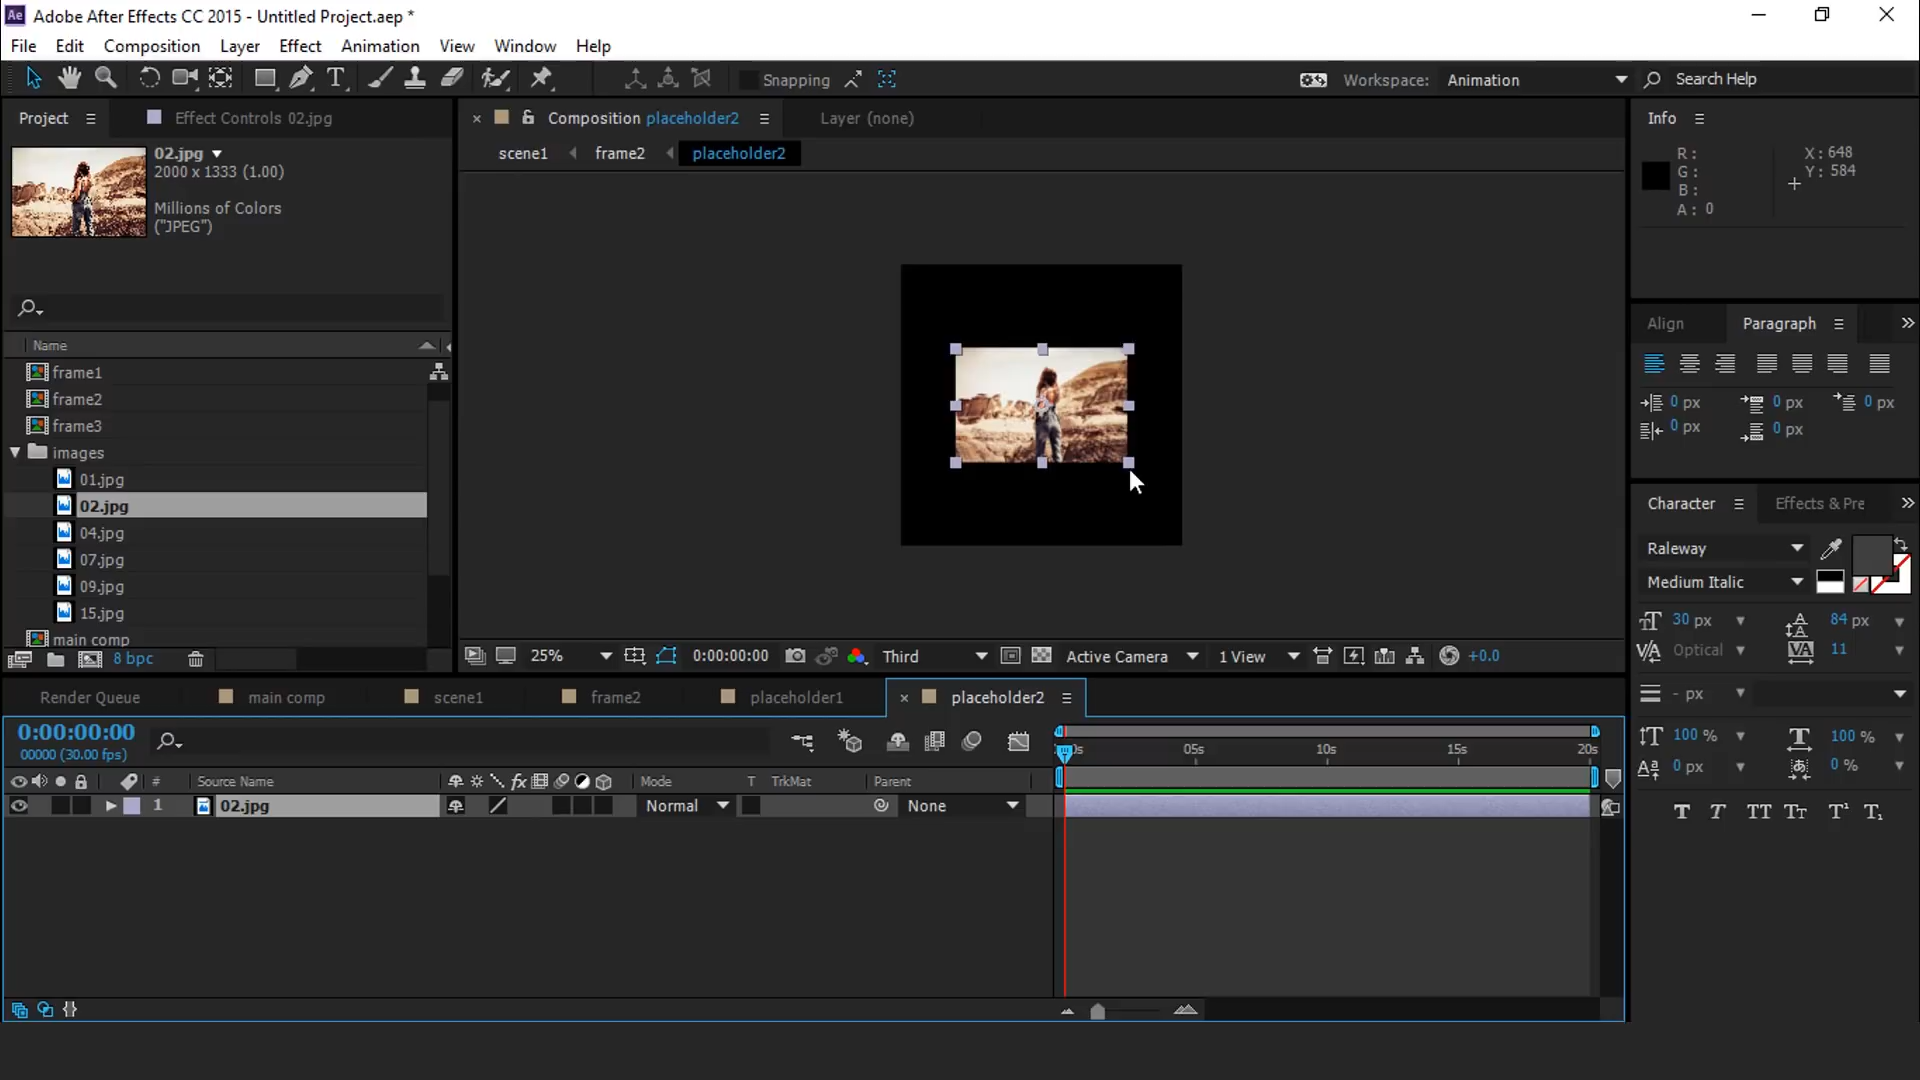 Ae Adobe After Effects CC 2015 - Untitled Project.aep *
File Edit Composition Layer Effect Animation View Window Help
Snapping
Workspace: Animation
Search Help
Project
Effect Controls 02.jpg
02.jpg
2000 x 1333 (1.00)
Millions of Colors
("JPEG")
Name
frame1
frame2
frame3
images
01.jpg
02.jpg
04.jpg
07.jpg
09.jpg
15.jpg
main comp
8 bpc
Composition placeholder2
Layer (none)
scene1 frame2 placeholder2
25% 0:00:00:00 Third Active Camera 1 View +0.0
Info
R:
G:
B:
A: 0
X: 648
Y: 584
Align Paragraph
0 px 0 px 0 px
0 px 0 px
Character Effects & Pre
Raleway
Medium Italic
30 px 84 px
Optical 11
- px
100 % 100 %
0 px 0 %
T T TT Tт T¹ T₁
Render Queue main comp scene1 frame2 placeholder1 placeholder2
0:00:00:00
00000 (30.00 fps)
05s 10s 15s 20s
# Source Name fx Mode T TrkMat Parent
1 02.jpg Normal None